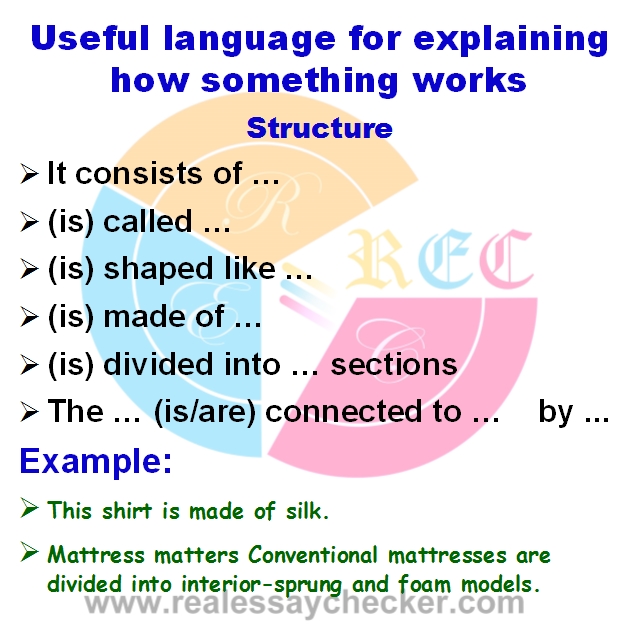 Useful language for explaining
how something works
Structure
➢ It consists of ...
➢ (is) called ...
➢ (is) shaped like ...
➢ (is) made of ...
➢ (is) divided into ... sections
➢ The ... (is/are) connected to ... by ...
R
E
C
REC
Example:
➢ This shirt is made of silk.
➢ Mattress matters Conventional mattresses are
divided into interior-sprung and foam models.
www.realessaychecker.com